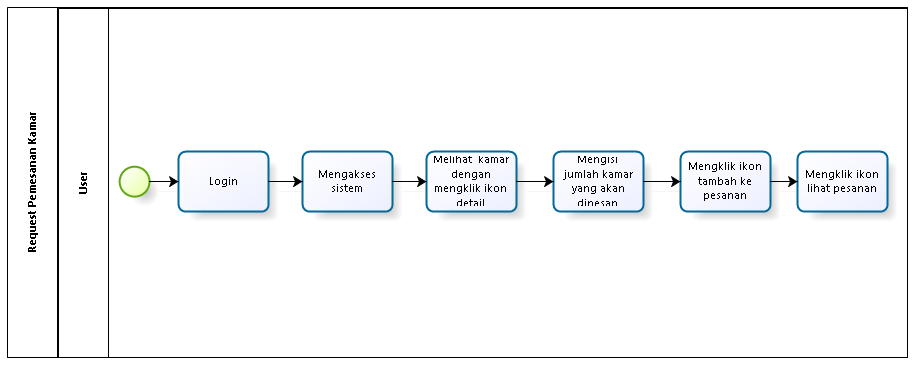 Request Pemesanan Kamar
User
Login
Mengakses
sistem
Melihat kamar
dengan
mengklik ikon
detail
Mengisi
jumlah kamar
yang akan
dipesan
Mengklik ikon
tambah ke
pesanan
Mengklik ikon
lihat pesanan